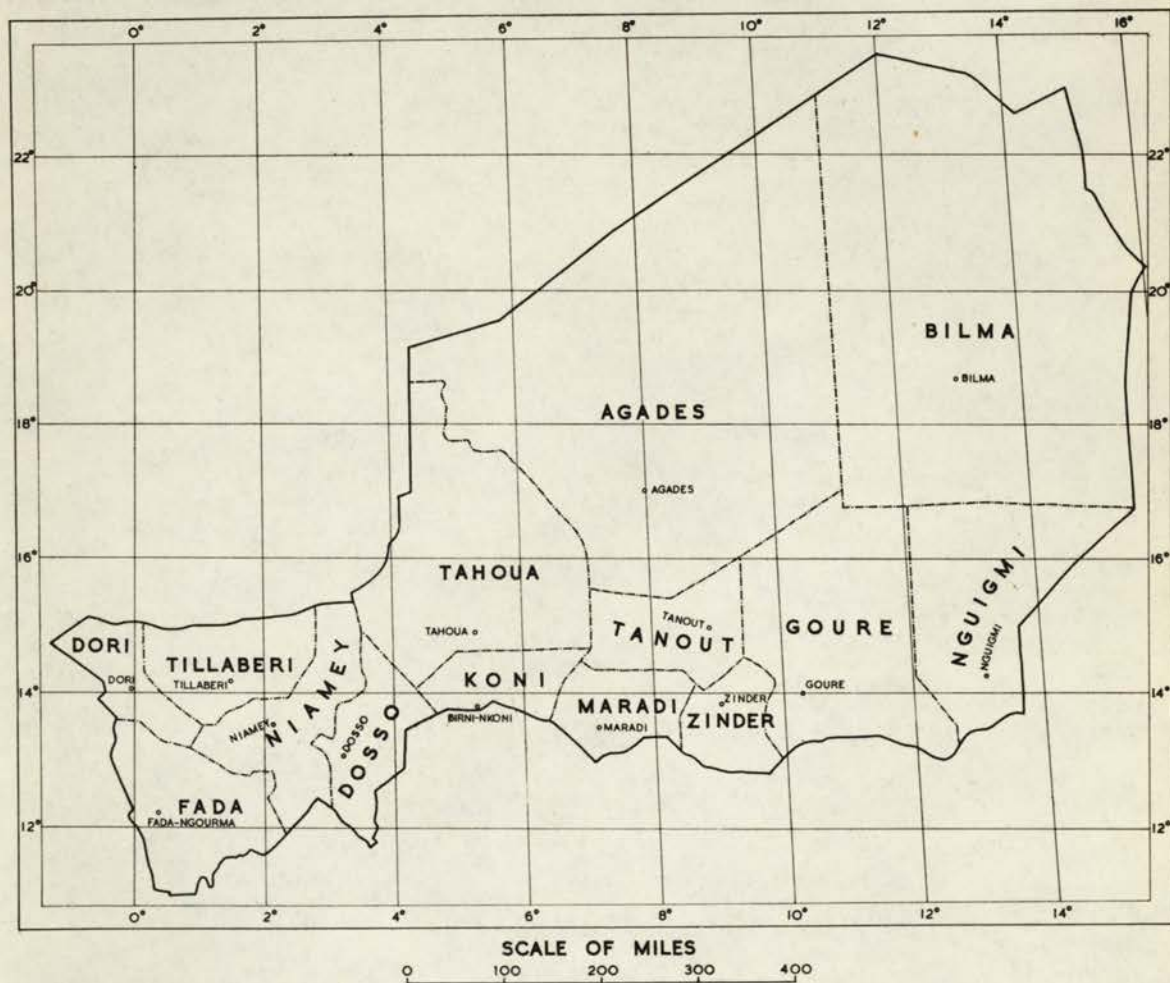 0° 2° 4° 6° 8° 10° 12° 14° 16°
22° 22°
20° 20°
BILMA
BILMA
AGADES
18° 18°
AGADES
16° 16°
TAHOUA
NGUIGMI
NGUIGMI
TAHOUA
TANOUT
TANOUT
GOURE
GOURE
DORI
DORI
TILLABERI
TILLABERI
KONI
BIRNI-NKONI
14° 14°
MARADI
MARADI
ZINDER
ZINDER
NIAMEY
NIAMEY
DOSSO
DOSSO
FADA
FADA-NGOURMA
12° 12°
0° 2° 4° 6° 8° 10° 12° 14°
SCALE OF MILES
0 100 200 300 400